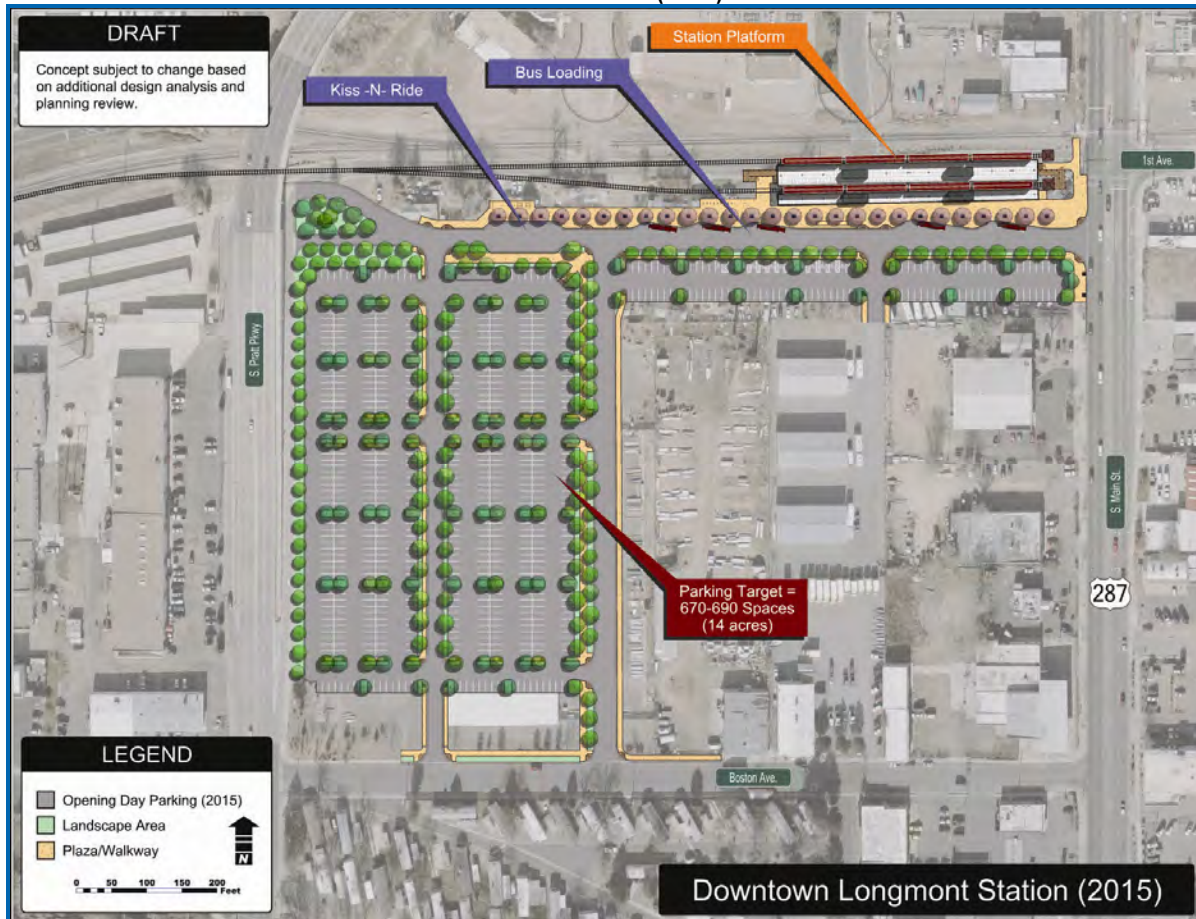 DRAFT
Concept subject to change based
on additional design analysis and
planning review.
Station Platform
Bus Loading
Kiss -N- Ride
1st Ave.
S. Pratt Pkwy
S. Main St.
287
Parking Target =
670-690 Spaces
(14 acres)
Boston Ave.
LEGEND
Opening Day Parking (2015)
Landscape Area
Plaza/Walkway
N
0 50 100 150 200
Feet
Downtown Longmont Station (2015)